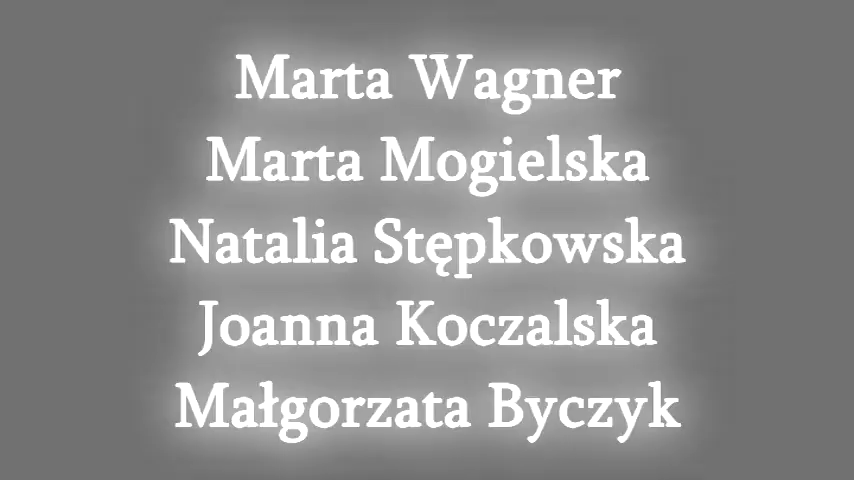 Marta Wagner
Marta Mogielska
Natalia Stępkowska
Joanna Koczalska
Małgorzata Byczyk